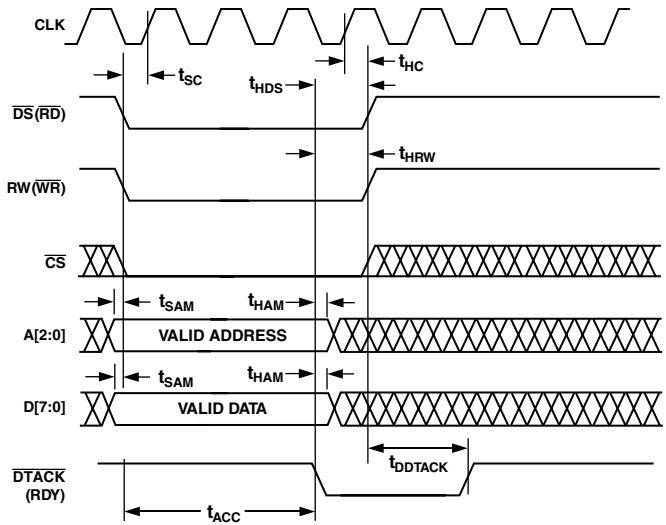 CLK
tSC
tHC
tHDS
DS(RD)
tHRW
RW(WR)
CS
tSAM
tHAM
A[2:0]
VALID ADDRESS
tSAM
tHAM
D[7:0]
VALID DATA
tDDTACK
DTACK
(RDY)
tACC